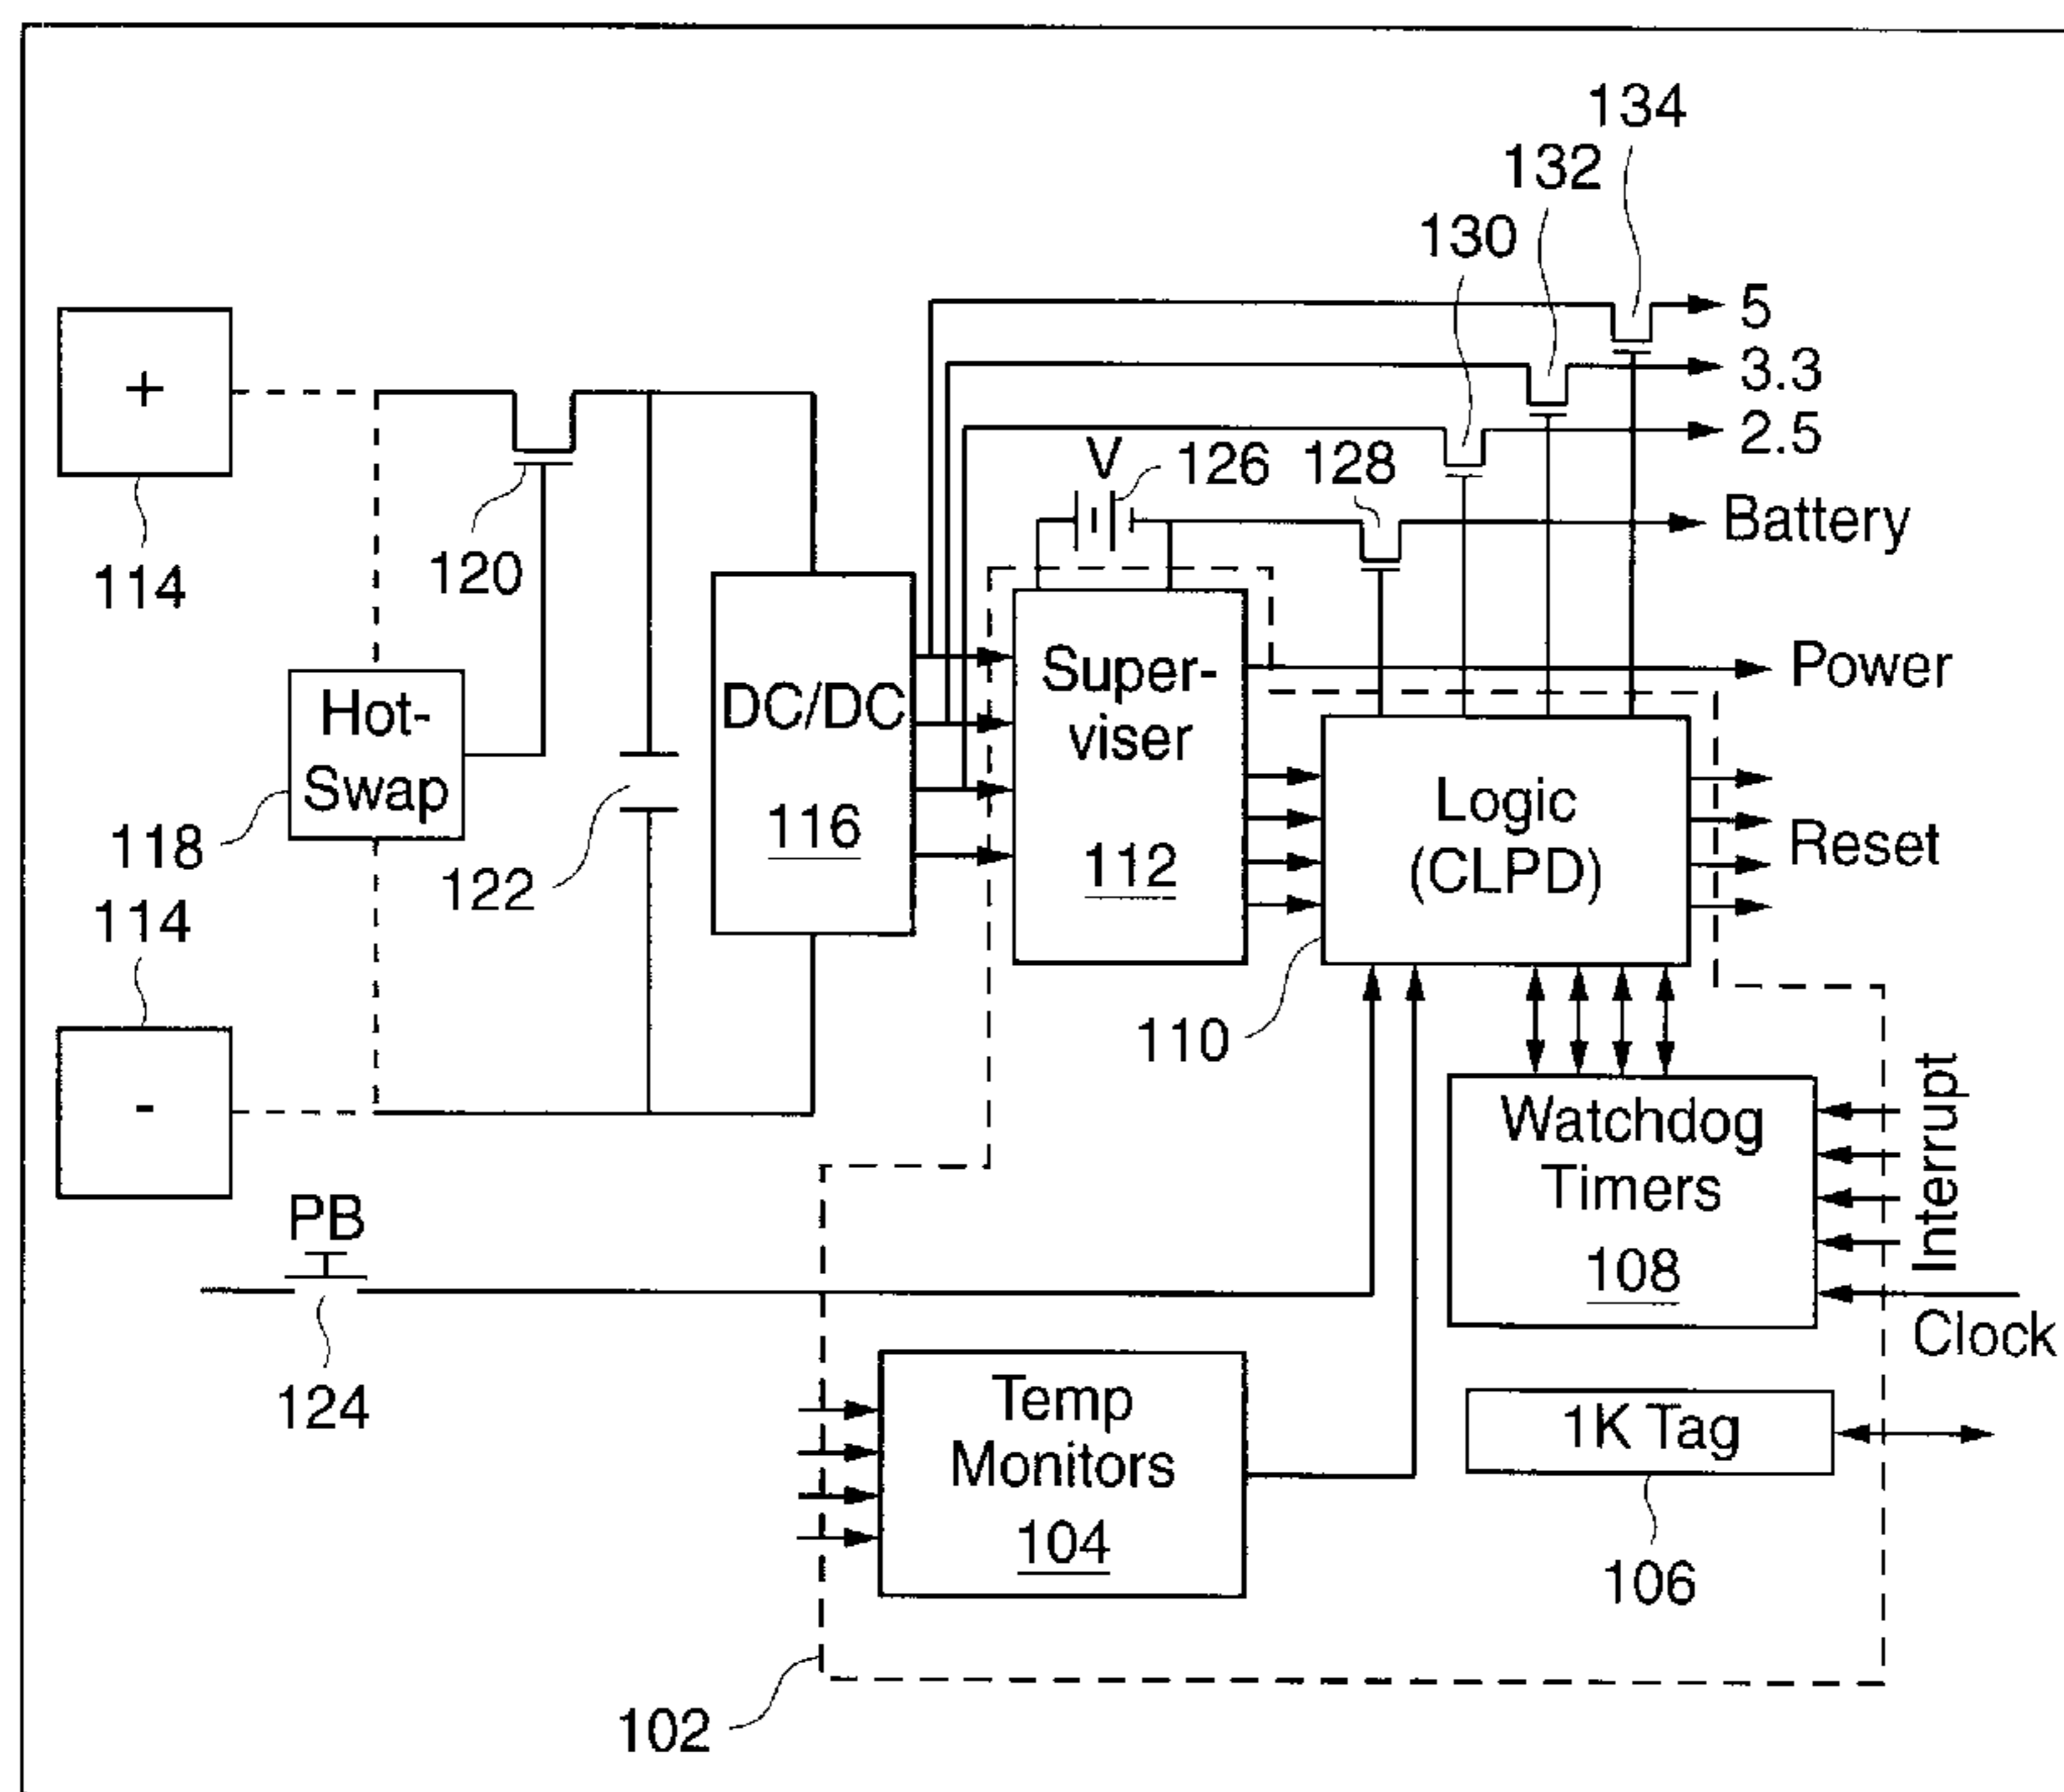 134
132
130
5
3.3
2.5
+
V
126
128
Battery
114
120
Power
Hot-
Swap
118
122
DC/DC
116
Super-
viser
112
Logic
(CLPD)
110
Reset
114
-
PB
124
Watchdog
Timers
108
Interrupt
Clock
Temp
Monitors
104
1K Tag
106
102